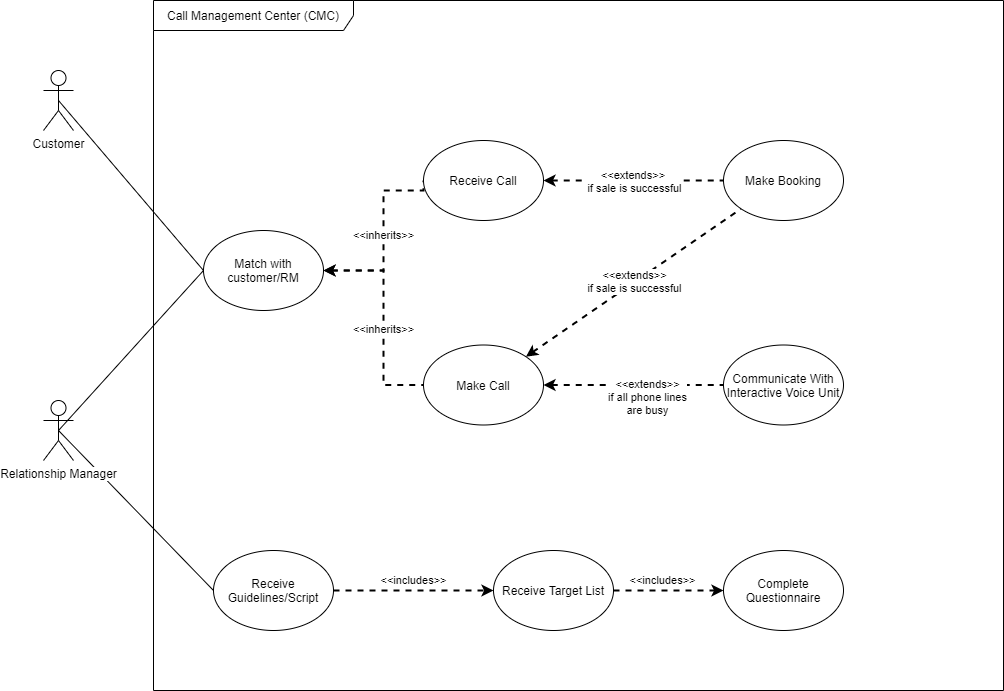 Call Management Center (CMC)
Customer
Receive Call
<<extends>>
if sale is successful
Make Booking
<<inherits>>
Match with
customer/RM
<<extends>>
if sale is successful
<<inherits>>
Make Call
<<extends>>
if all phone lines
are busy
Communicate With
Interactive Voice Unit
Relationship Manager
Receive
Guidelines/Script
<<includes>>
Receive Target List
<<includes>>
Complete
Questionnaire